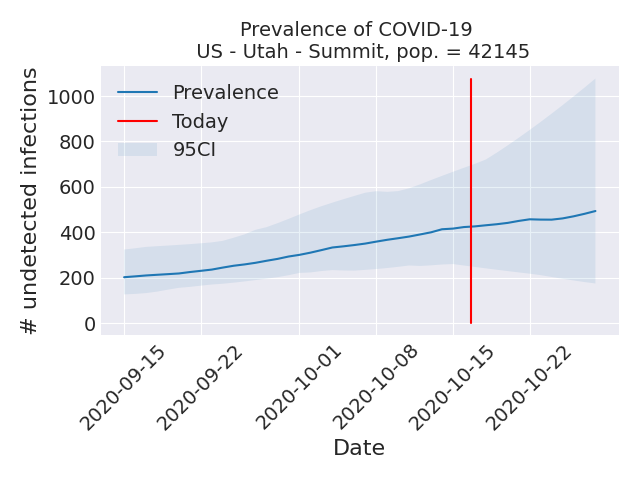 Prevalence of COVID-19
US - Utah - Summit, pop. = 42145
# undetected infections
1000
800
600
400
200
0
Prevalence
Today
95CI
2020-09-15
2020-09-22
2020-10-01
2020-10-08
2020-10-15
2020-10-22
Date